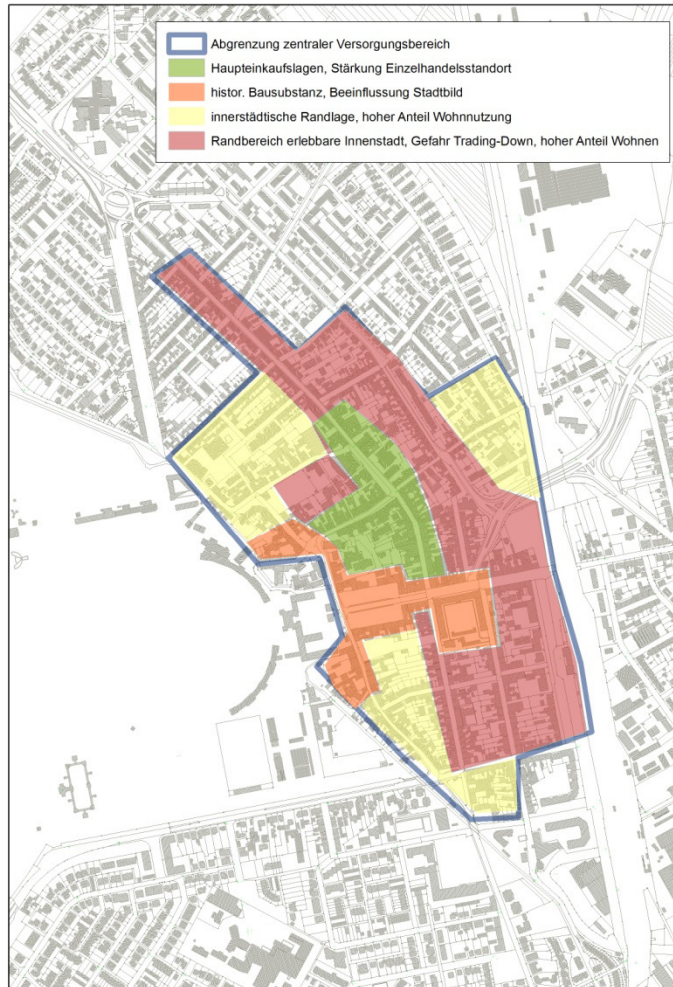 Abgrenzung zentraler Versorgungsbereich
Haupteinkaufslagen, Stärkung Einzelhandelsstandort
histor. Bausubstanz, Beeinflussung Stadtbild
innerstädtische Randlage, hoher Anteil Wohnnutzung
Randbereich erlebbare Innenstadt, Gefahr Trading-Down, hoher Anteil Wohnen